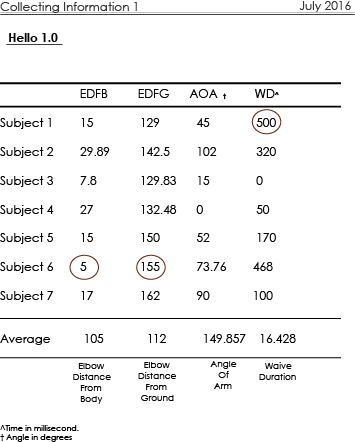 Collecting Information 1 July 2016
Hello 1.0
EDFB EDFG AOA † WD^
Subject 1 15 129 45 500
Subject 2 29.89 142.5 102 320
Subject 3 7.8 129.83 15 0
Subject 4 27 132.48 0 50
Subject 5 15 150 52 170
Subject 6 5 155 73.76 468
Subject 7 17 162 90 100
Average 105 112 149.857 16.428
Elbow Elbow Angle Waive
Distance Distance Of Duration
From From Arm
Body Ground
^Time in millisecond.
† Angle in degrees